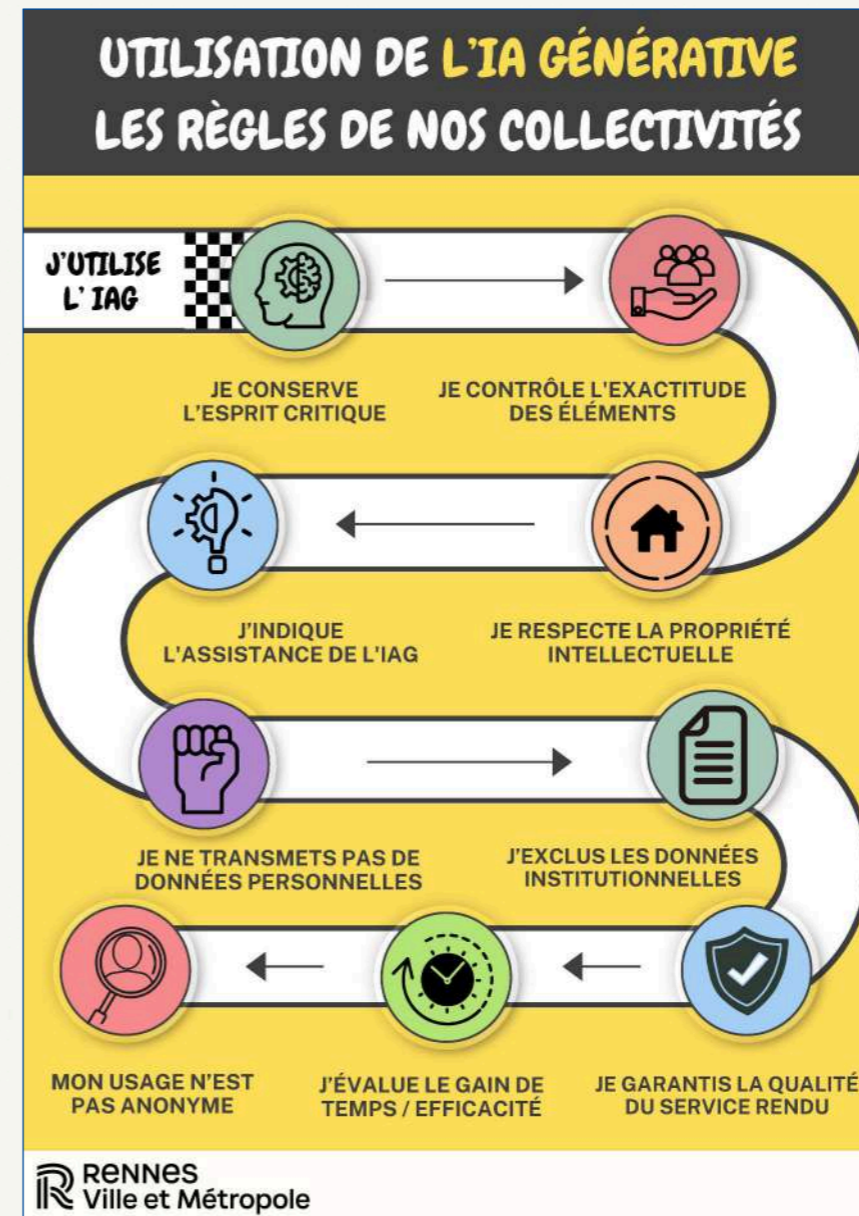 UTILISATION DE L'IA GÉNÉRATIVE
LES RÈGLES DE NOS COLLECTIVITÉS
J'UTILISE
L' IAG
JE CONSERVE
L'ESPRIT CRITIQUE
JE CONTRÔLE L'EXACTITUDE
DES ÉLÉMENTS
JE RESPECTE LA PROPRIÉTÉ
INTELLECTUELLE
J'INDIQUE
L'ASSISTANCE DE L'IAG
JE NE TRANSMETS PAS DE
DONNÉES PERSONNELLES
J'EXCLUS LES DONNÉES
INSTITUTIONNELLES
JE GARANTIS LA QUALITÉ
DU SERVICE RENDU
J'ÉVALUE LE GAIN DE
TEMPS / EFFICACITÉ
MON USAGE N'EST
PAS ANONYME
RENNES
Ville et Métropole